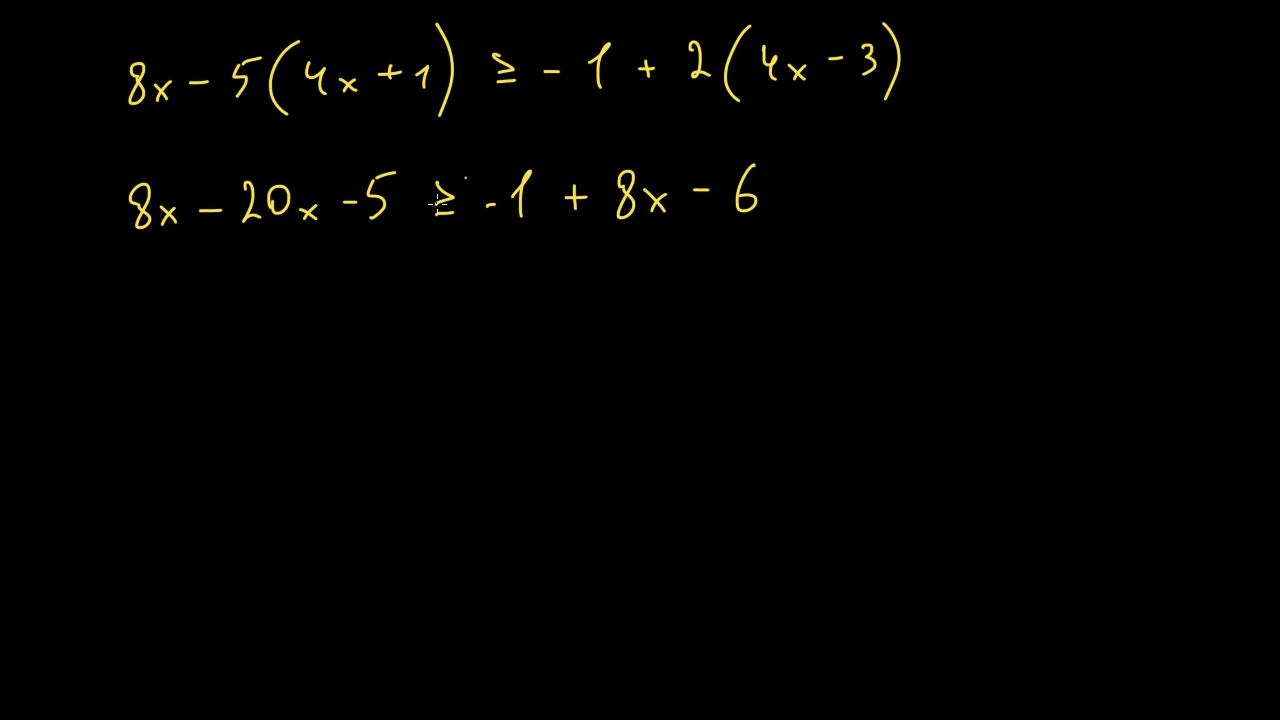 8x - 5(4x + 1) ≥ - 1 + 2(4x - 3)
8x - 20x - 5 ≥ - 1 + 8x - 6